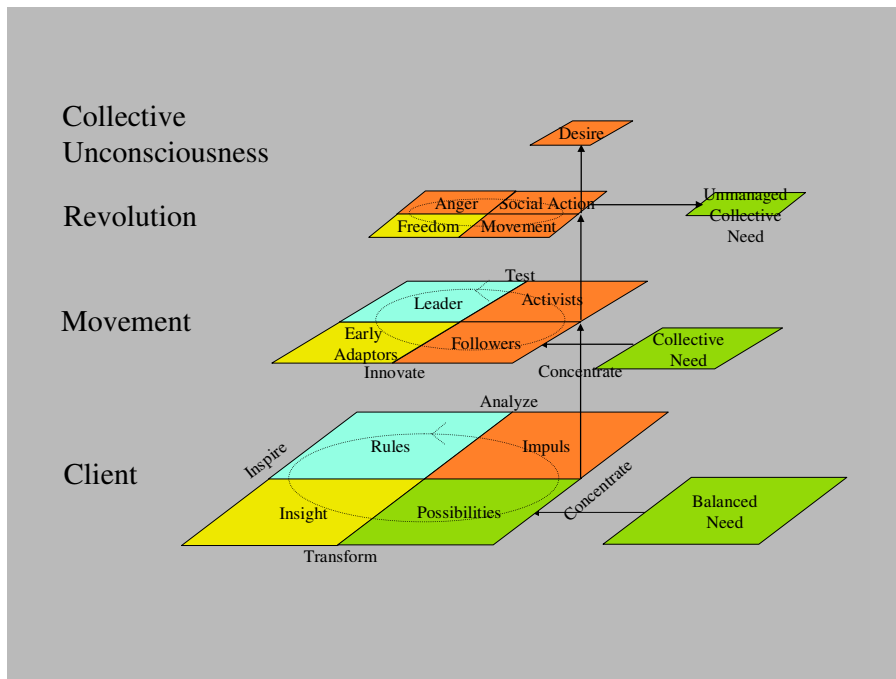 Collective
Unconsciousness
Desire
Revolution
Anger
Social Action
Freedom
Movement
Unmanaged
Collective
Need
Movement
Test
Leader
Activists
Early
Adaptors
Followers
Innovate
Concentrate
Collective
Need
Client
Analyze
Inspire
Rules
Impuls
Insight
Possibilities
Concentrate
Transform
Balanced
Need